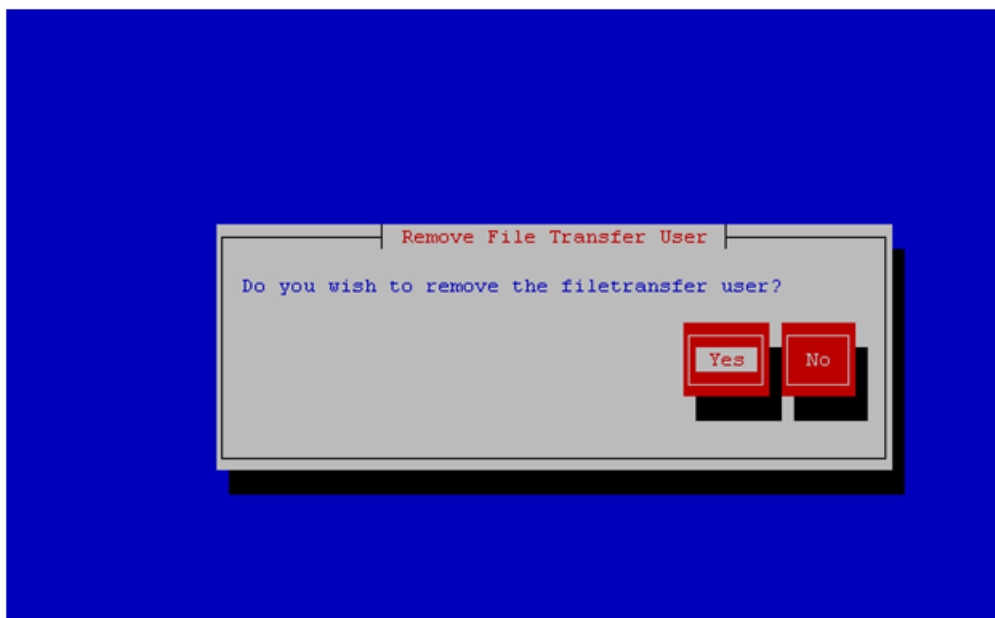 Remove File Transfer User
Do you wish to remove the filetransfer user?
Yes No